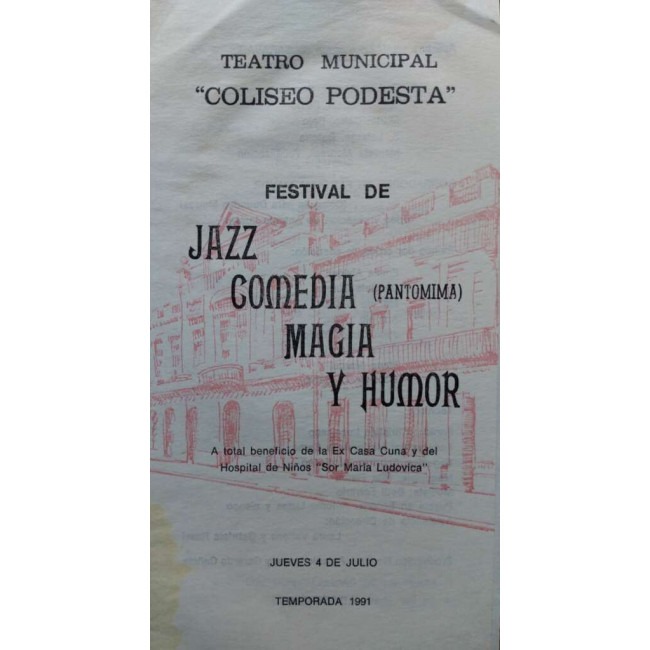 TEATRO MUNICIPAL
"COLISEO PODESTA"
FESTIVAL DE
JAZZ
COMEDIA (PANTOMIMA)
MAGIA
Y HUMOR
A total beneficio de la Ex Casa Cuna y del
Hospital de Niños "Sor María Ludovica"
JUEVES 4 DE JULIO
TEMPORADA 1991